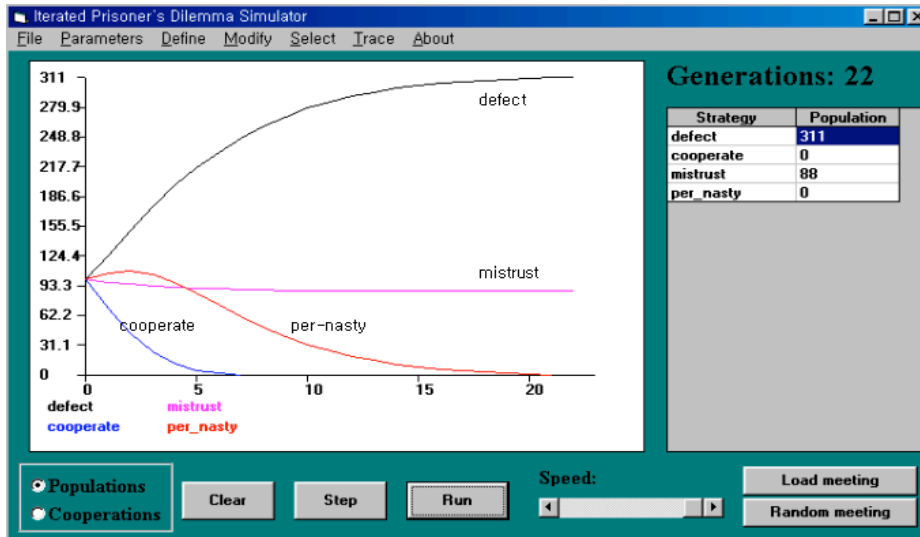 Iterated Prisoner's Dilemma Simulator
File Parameters Define Modify Select Trace About
Generations: 22
311
279.9
248.8
217.7
186.6
155.5
124.4
93.3
62.2
31.1
0
defect
mistrust
cooperate
per-nasty
0 5 10 15 20
defect mistrust
cooperate per_nasty
Strategy Population
defect 311
cooperate 0
mistrust 88
per_nasty 0
Populations
Cooperations
Clear
Step
Run
Speed:
Load meeting
Random meeting